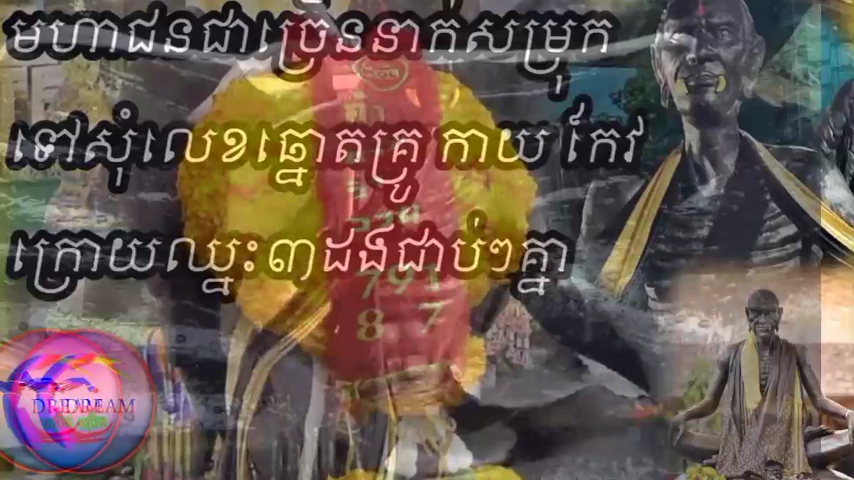 មហាជនជាច្រើននាក់សម្រុក
ទៅសុំលេខឆ្នោតគ្រូ កាយ កែវ
ក្រោយឈ្នះ៣ដងជាប់ៗគ្នា
791
8 7